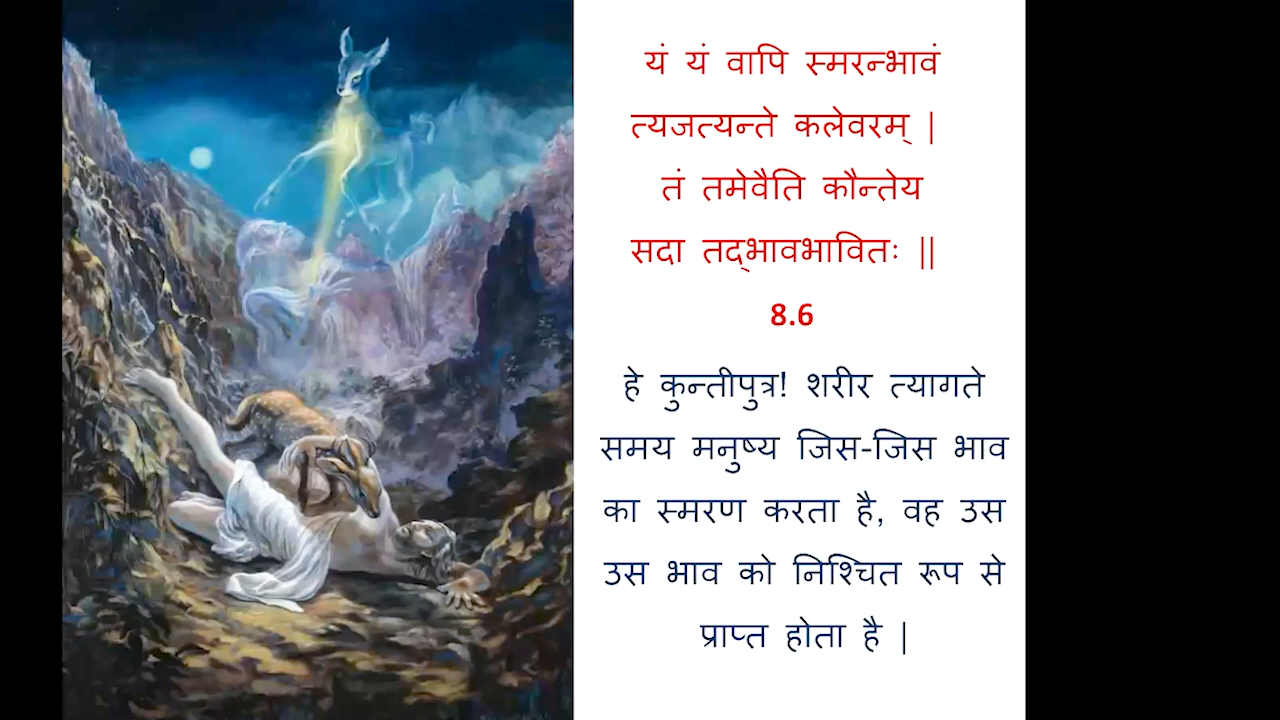 यं यं वापि स्मरन्भावं
त्यजत्यन्ते कलेवरम् |
तं तमेवैति कौन्तेय
सदा तद्भावभावितः ||
8.6
हे कुन्तीपुत्र! शरीर त्यागते
समय मनुष्य जिस-जिस भाव
का स्मरण करता है, वह उस
उस भाव को निश्चित रूप से
प्राप्त होता है |